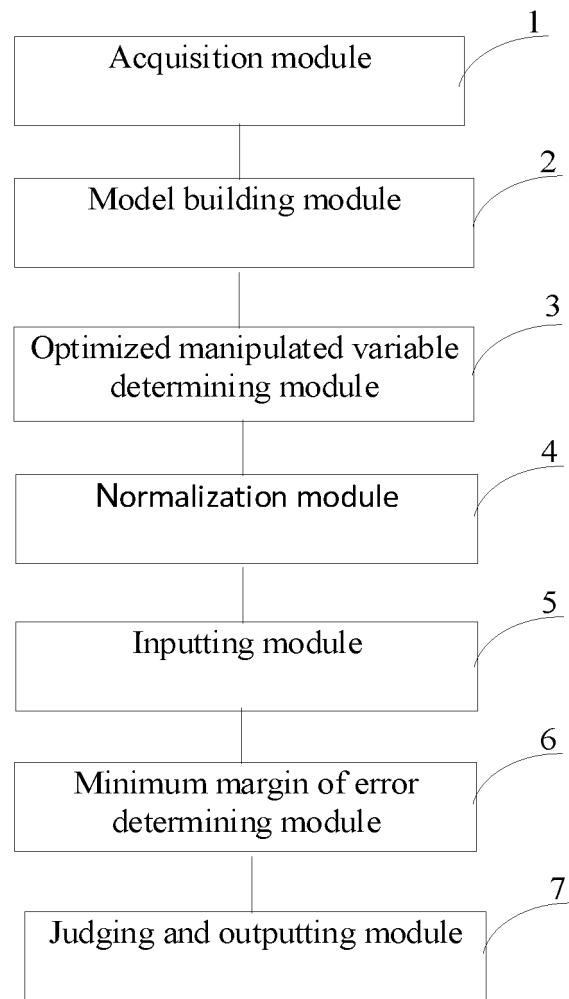 1
Acquisition module
2
Model building module
3
Optimized manipulated variable
determining module
4
Normalization module
5
Inputting module
6
Minimum margin of error
determining module
7
Judging and outputting module